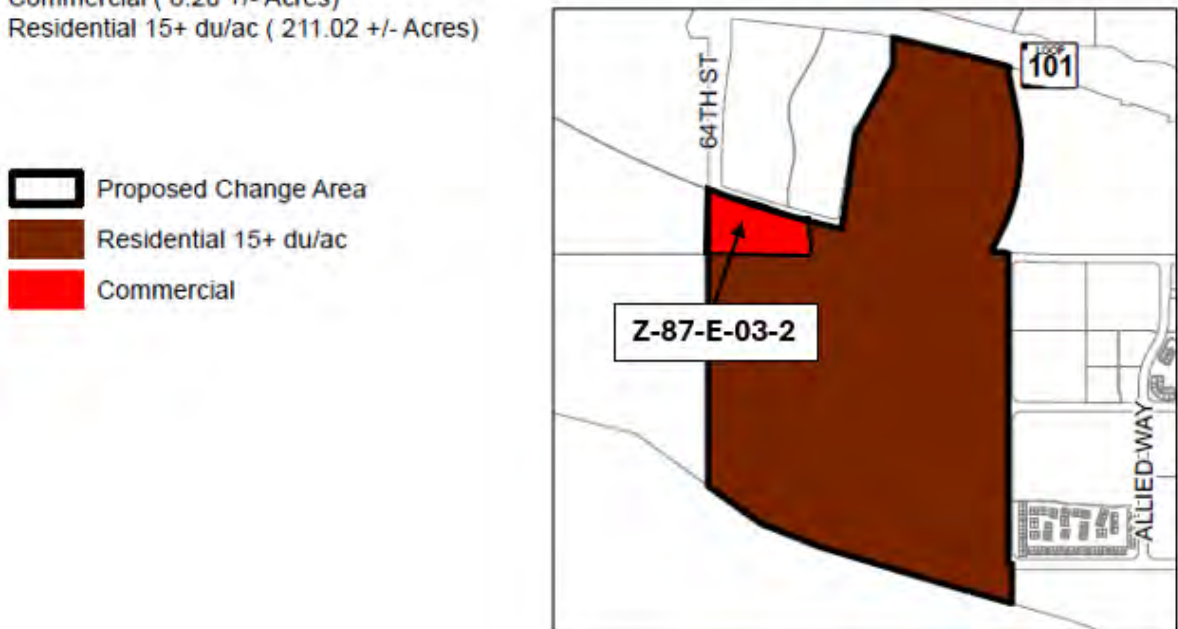 Residential 15+ du/ac ( 211.02 +/- Acres)
Proposed Change Area
Residential 15+ du/ac
Commercial
64TH ST
LOOP
101
Z-87-E-03-2
ALLIED WAY